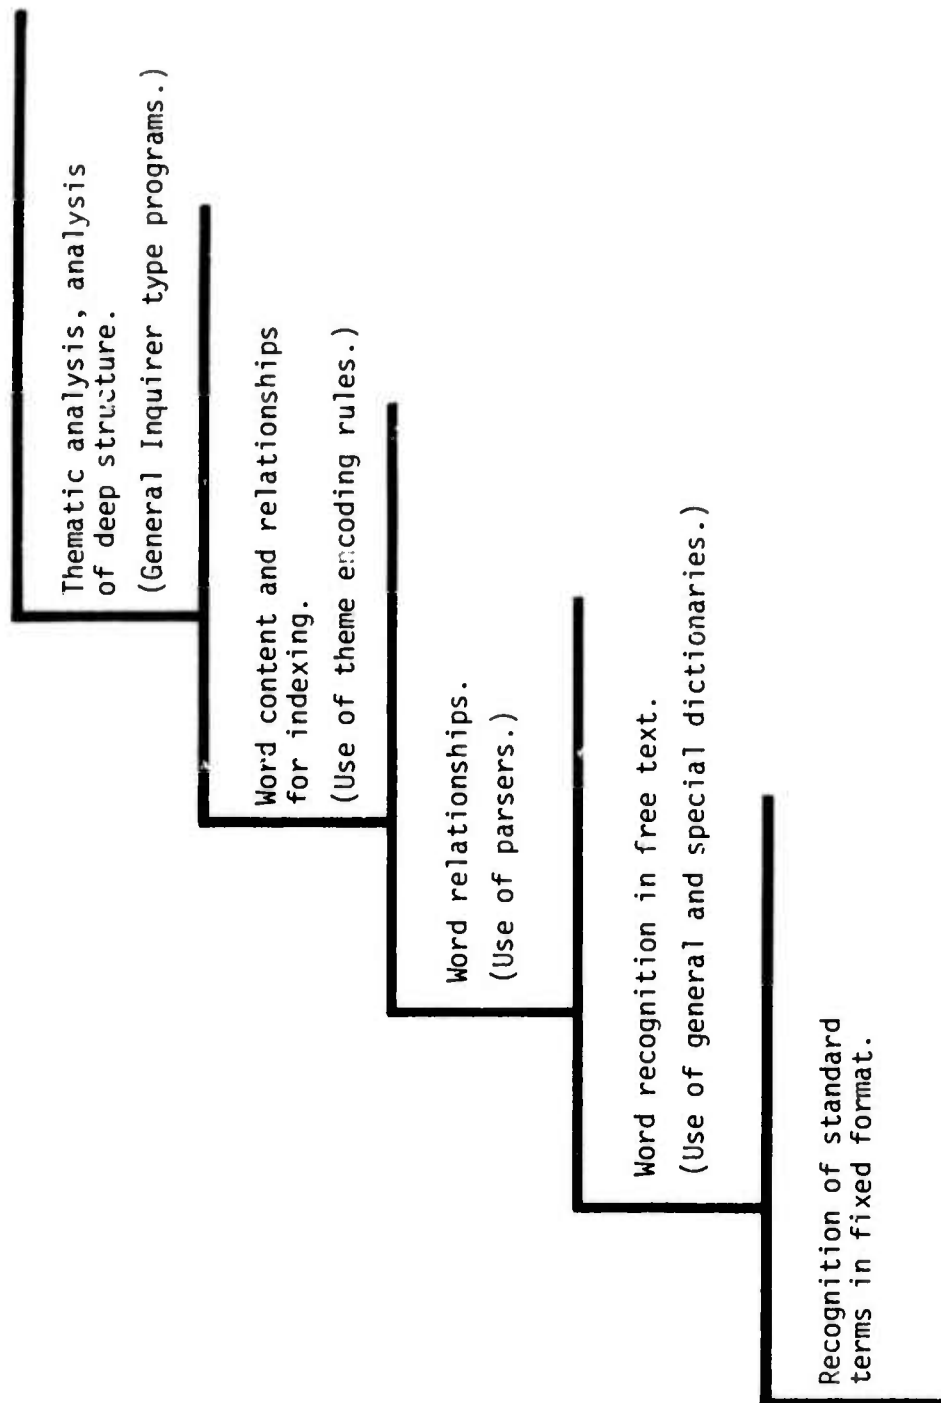 Thematic analysis, analysis
of deep structure.
(General Inquirer type programs.)
Word content and relationships
for indexing.
(Use of theme encoding rules.)
Word relationships.
(Use of parsers.)
Word recognition in free text.
(Use of general and special dictionaries.)
Recognition of standard
terms in fixed format.